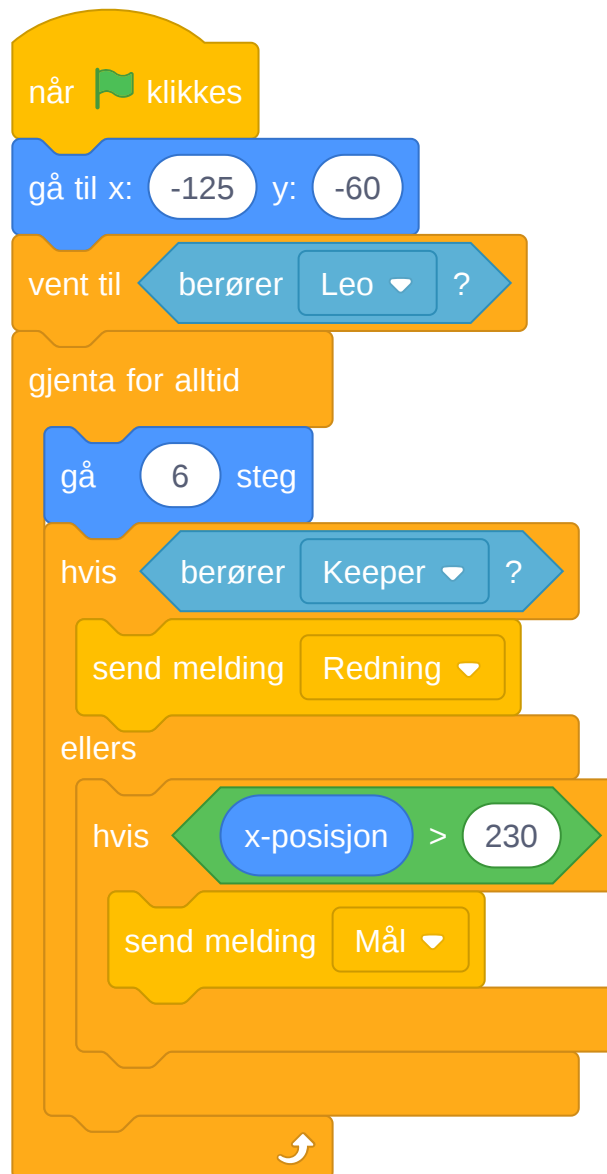 når klikkes
gå til x: -125 y: -60
vent til berører Leo ?
gjenta for alltid
gå 6 steg
hvis berører Keeper ?
send melding Redning
ellers
hvis x-posisjon > 230
send melding Mål